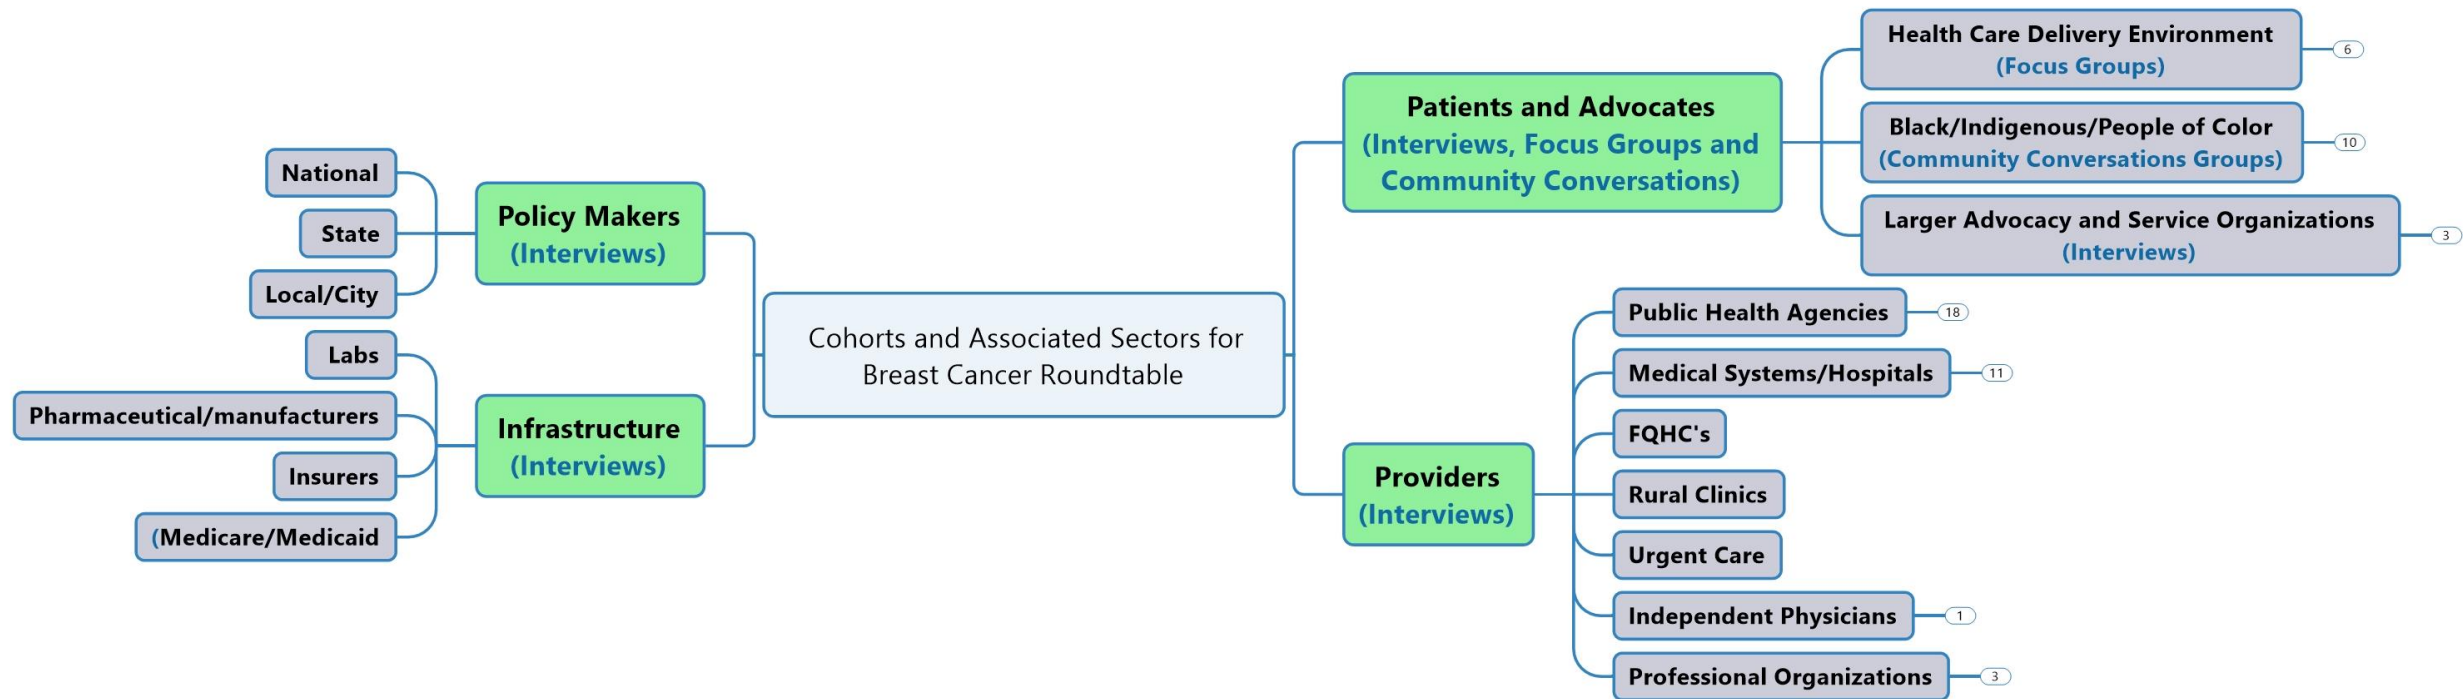 Cohorts and Associated Sectors for
Breast Cancer Roundtable
Policy Makers
(Interviews)
National
State
Local/City
Infrastructure
(Interviews)
Labs
Pharmaceutical/manufacturers
Insurers
(Medicare/Medicaid
Patients and Advocates
(Interviews, Focus Groups and
Community Conversations)
Health Care Delivery Environment
(Focus Groups)
6
Black/Indigenous/People of Color
(Community Conversations Groups)
10
Larger Advocacy and Service Organizations
(Interviews)
3
Providers
(Interviews)
Public Health Agencies
18
Medical Systems/Hospitals
11
FQHC's
Rural Clinics
Urgent Care
Independent Physicians
1
Professional Organizations
3